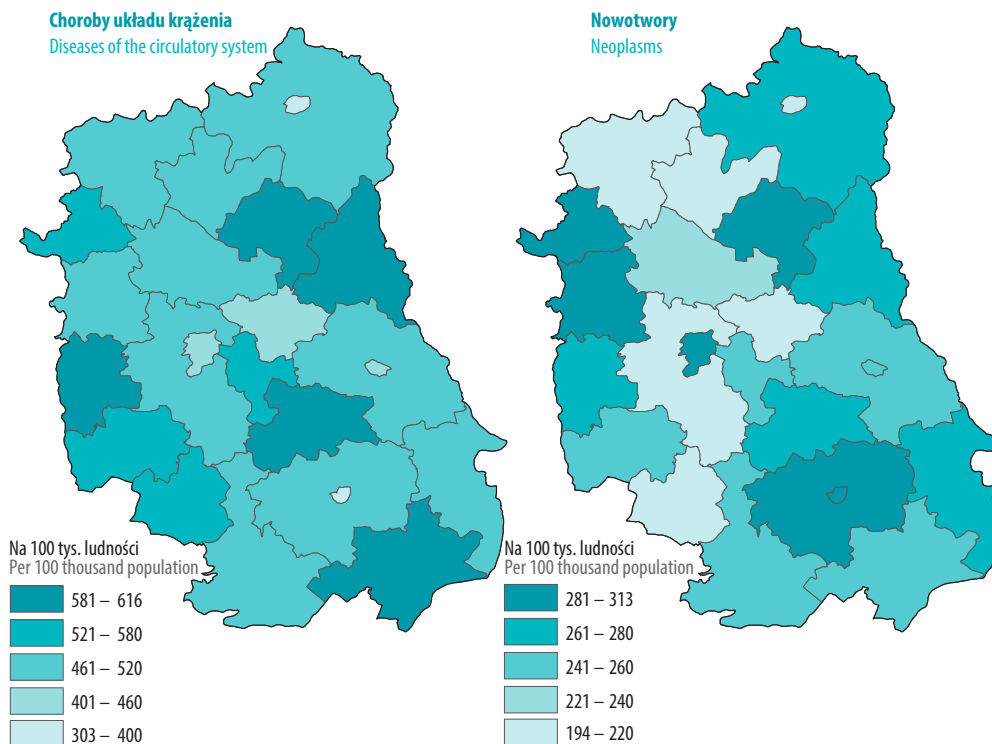 Choroby układu krążenia
Diseases of the circulatory system
Na 100 tys. ludności
Per 100 thousand population
581 – 616
521 – 580
461 – 520
401 – 460
303 – 400
Nowotwory
Neoplasms
Na 100 tys. ludności
Per 100 thousand population
281 – 313
261 – 280
241 – 260
221 – 240
194 – 220